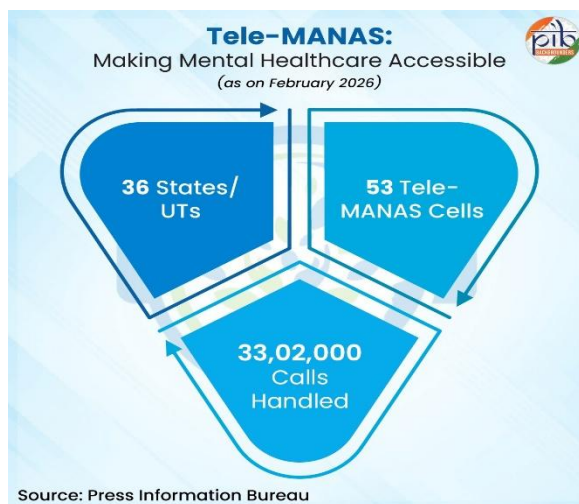 Tele-MANAS:
Making Mental Healthcare Accessible
(as on February 2026)
pib
36 States/
UTs
53 Tele-
MANAS Cells
33,02,000
Calls
Handled
Source: Press Information Bureau